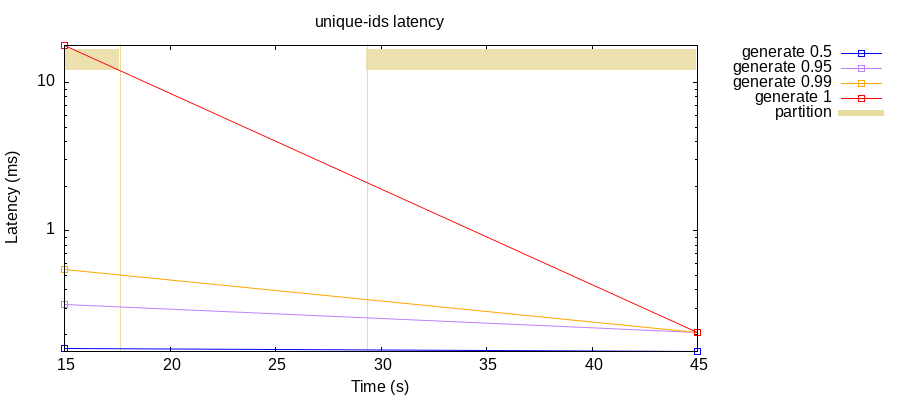 unique-ids latency
generate 0.5
generate 0.95
generate 0.99
generate 1
partition
10
1
Latency (ms)
15 20 25 30 35 40 45
Time (s)